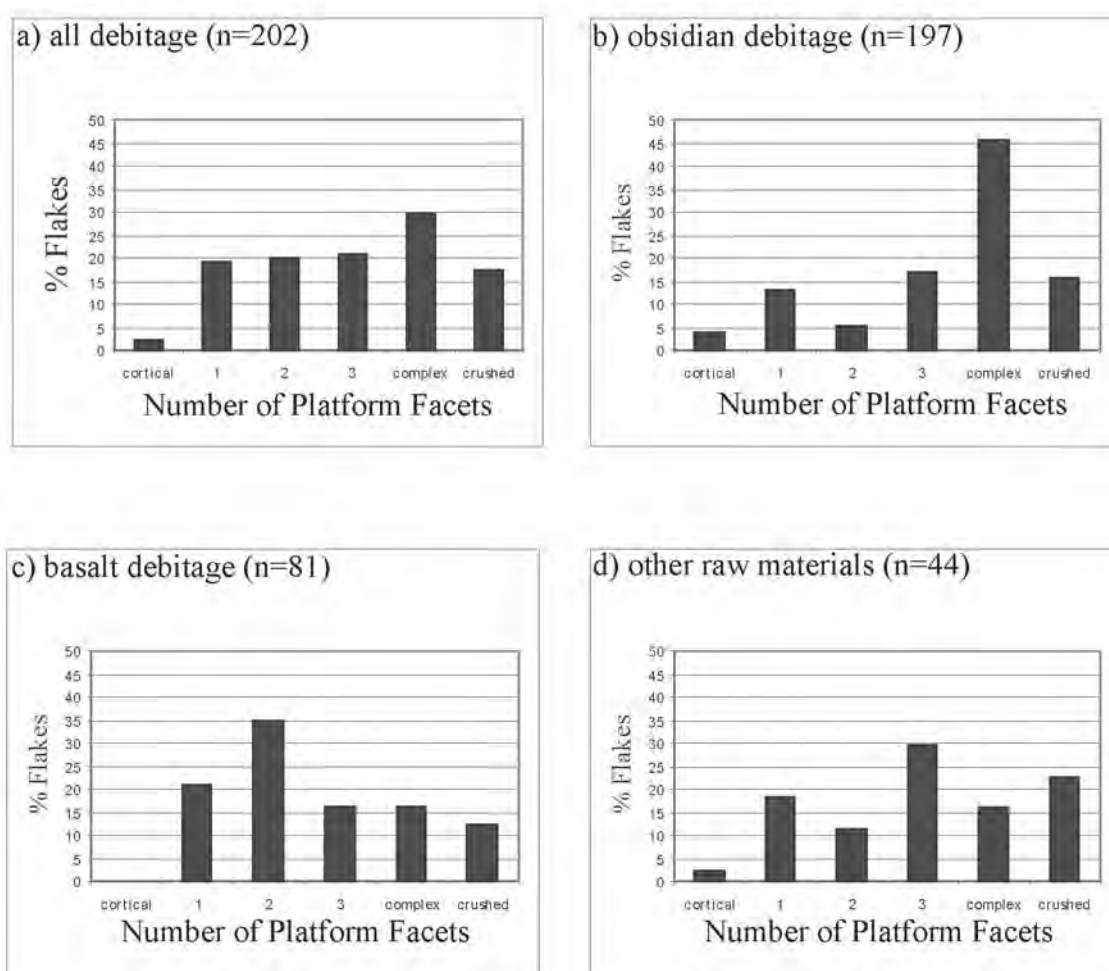 a) all debitage (n=202)
50
45
40
35
30
25
20
15
10
5
0
% Flakes
cortical 1 2 3 complex crushed
Number of Platform Facets
b) obsidian debitage (n=197)
50
45
40
35
30
25
20
15
10
5
0
% Flakes
cortical 1 2 3 complex crushed
Number of Platform Facets
c) basalt debitage (n=81)
50
45
40
35
30
25
20
15
10
5
0
% Flakes
cortical 1 2 3 complex crushed
Number of Platform Facets
d) other raw materials (n=44)
50
45
40
35
30
25
20
15
10
5
0
% Flakes
cortical 1 2 3 complex crushed
Number of Platform Facets